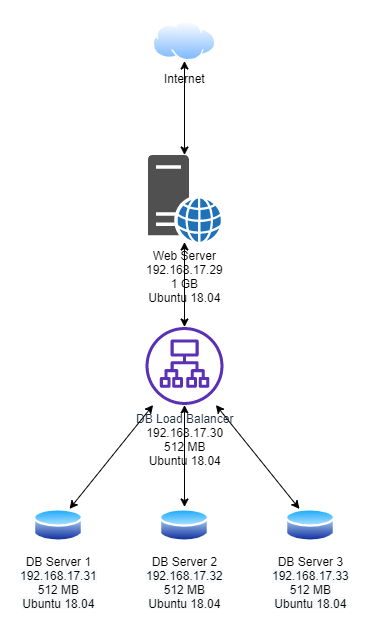 Internet
Web Server
192.168.17.29
1 GB
Ubuntu 18.04
DB Load Balancer
192.168.17.30
512 MB
Ubuntu 18.04
DB Server 1
192.168.17.31
512 MB
Ubuntu 18.04
DB Server 2
192.168.17.32
512 MB
Ubuntu 18.04
DB Server 3
192.168.17.33
512 MB
Ubuntu 18.04